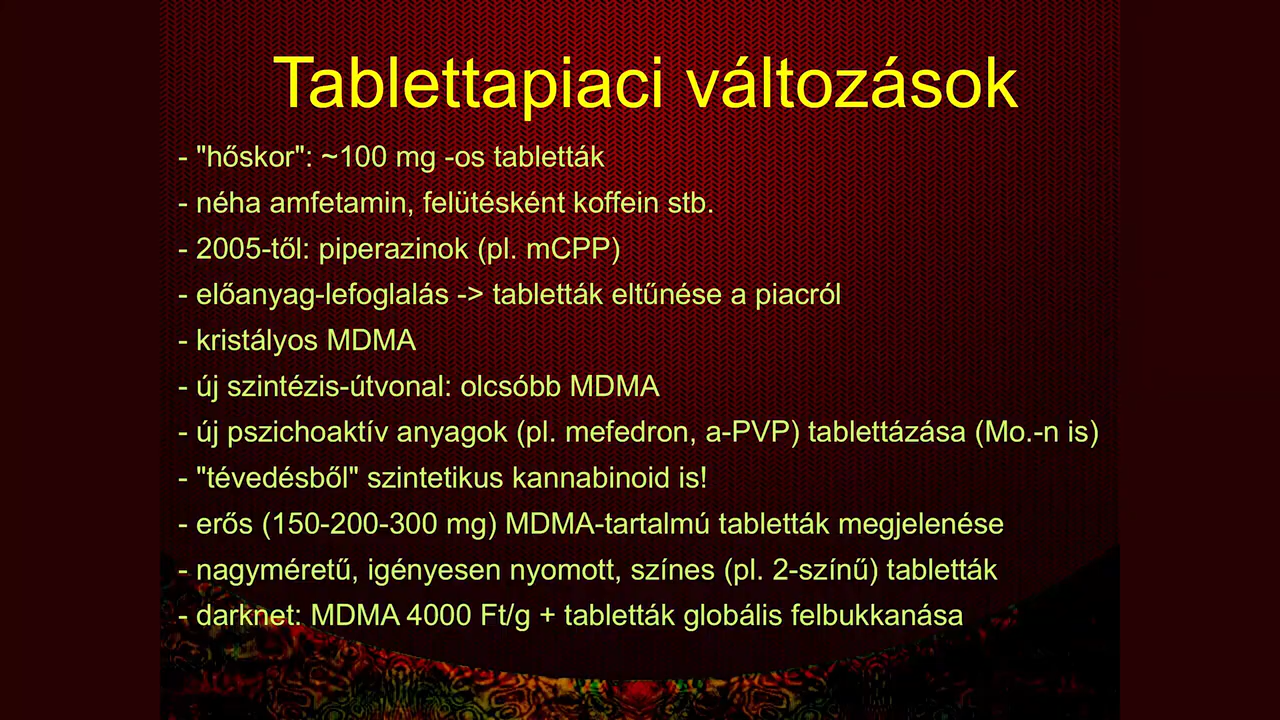 Tablettapiaci változások
- "hőskor": ~100 mg -os tabletták
- néha amfetamin, felütésként koffein stb.
- 2005-től: piperazinok (pl. mCPP)
- előanyag-lefoglalás -> tabletták eltűnése a piacról
- kristályos MDMA
- új szintézis-útvonal: olcsóbb MDMA
- új pszichoaktív anyagok (pl. mefedron, a-PVP) tablettázása (Mo.-n is)
- "tévedésből" szintetikus kannabinoid is!
- erős (150-200-300 mg) MDMA-tartalmú tabletták megjelenése
- nagyméretű, igényesen nyomott, színes (pl. 2-színű) tabletták
- darknet: MDMA 4000 Ft/g + tabletták globális felbukkanása